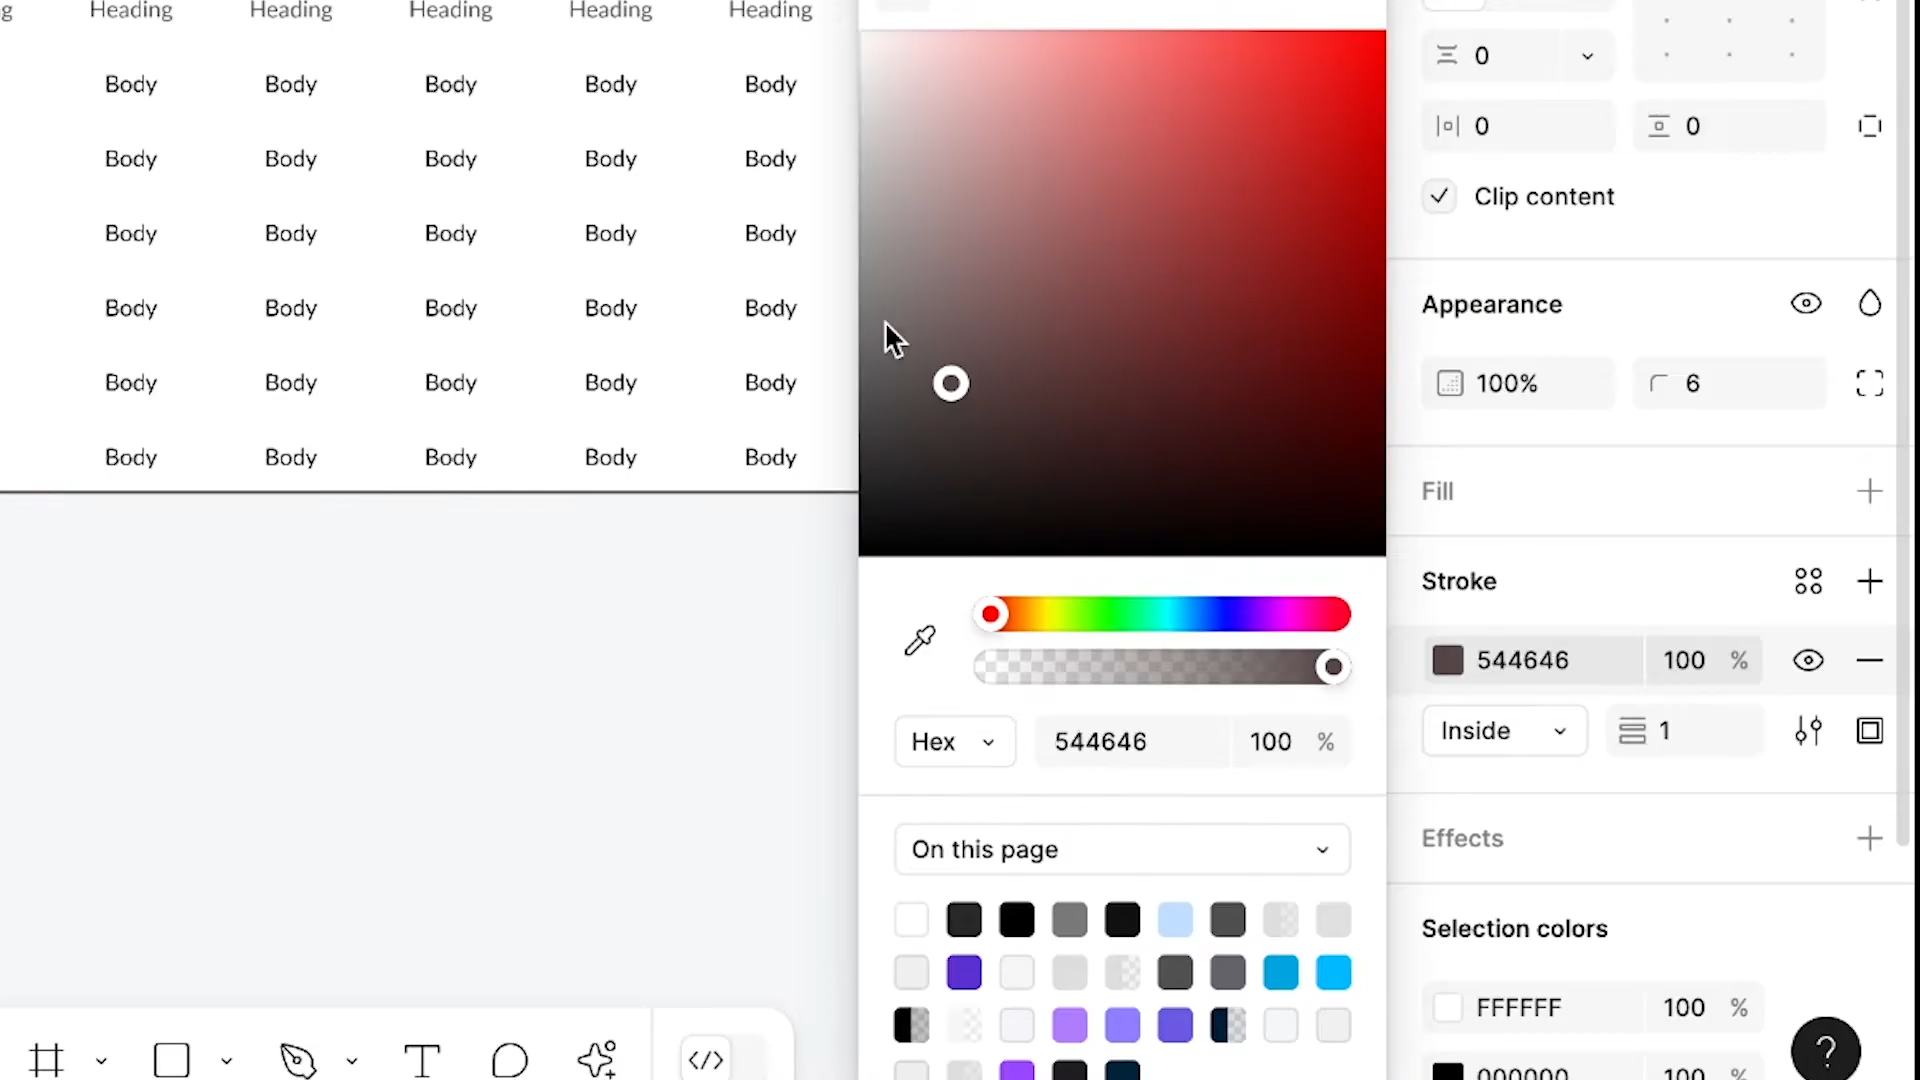 g Heading Heading Heading Heading Heading
Body Body Body Body Body
Body Body Body Body Body
Body Body Body Body Body
Body Body Body Body Body
Body Body Body Body Body
Body Body Body Body Body
Hex 544646 100 %
On this page
0
0 0
Clip content
Appearance
100% 6
Fill
Stroke
544646 100 %
Inside 1
Effects
Selection colors
FFFFFF 100 %
000000 100 %
?